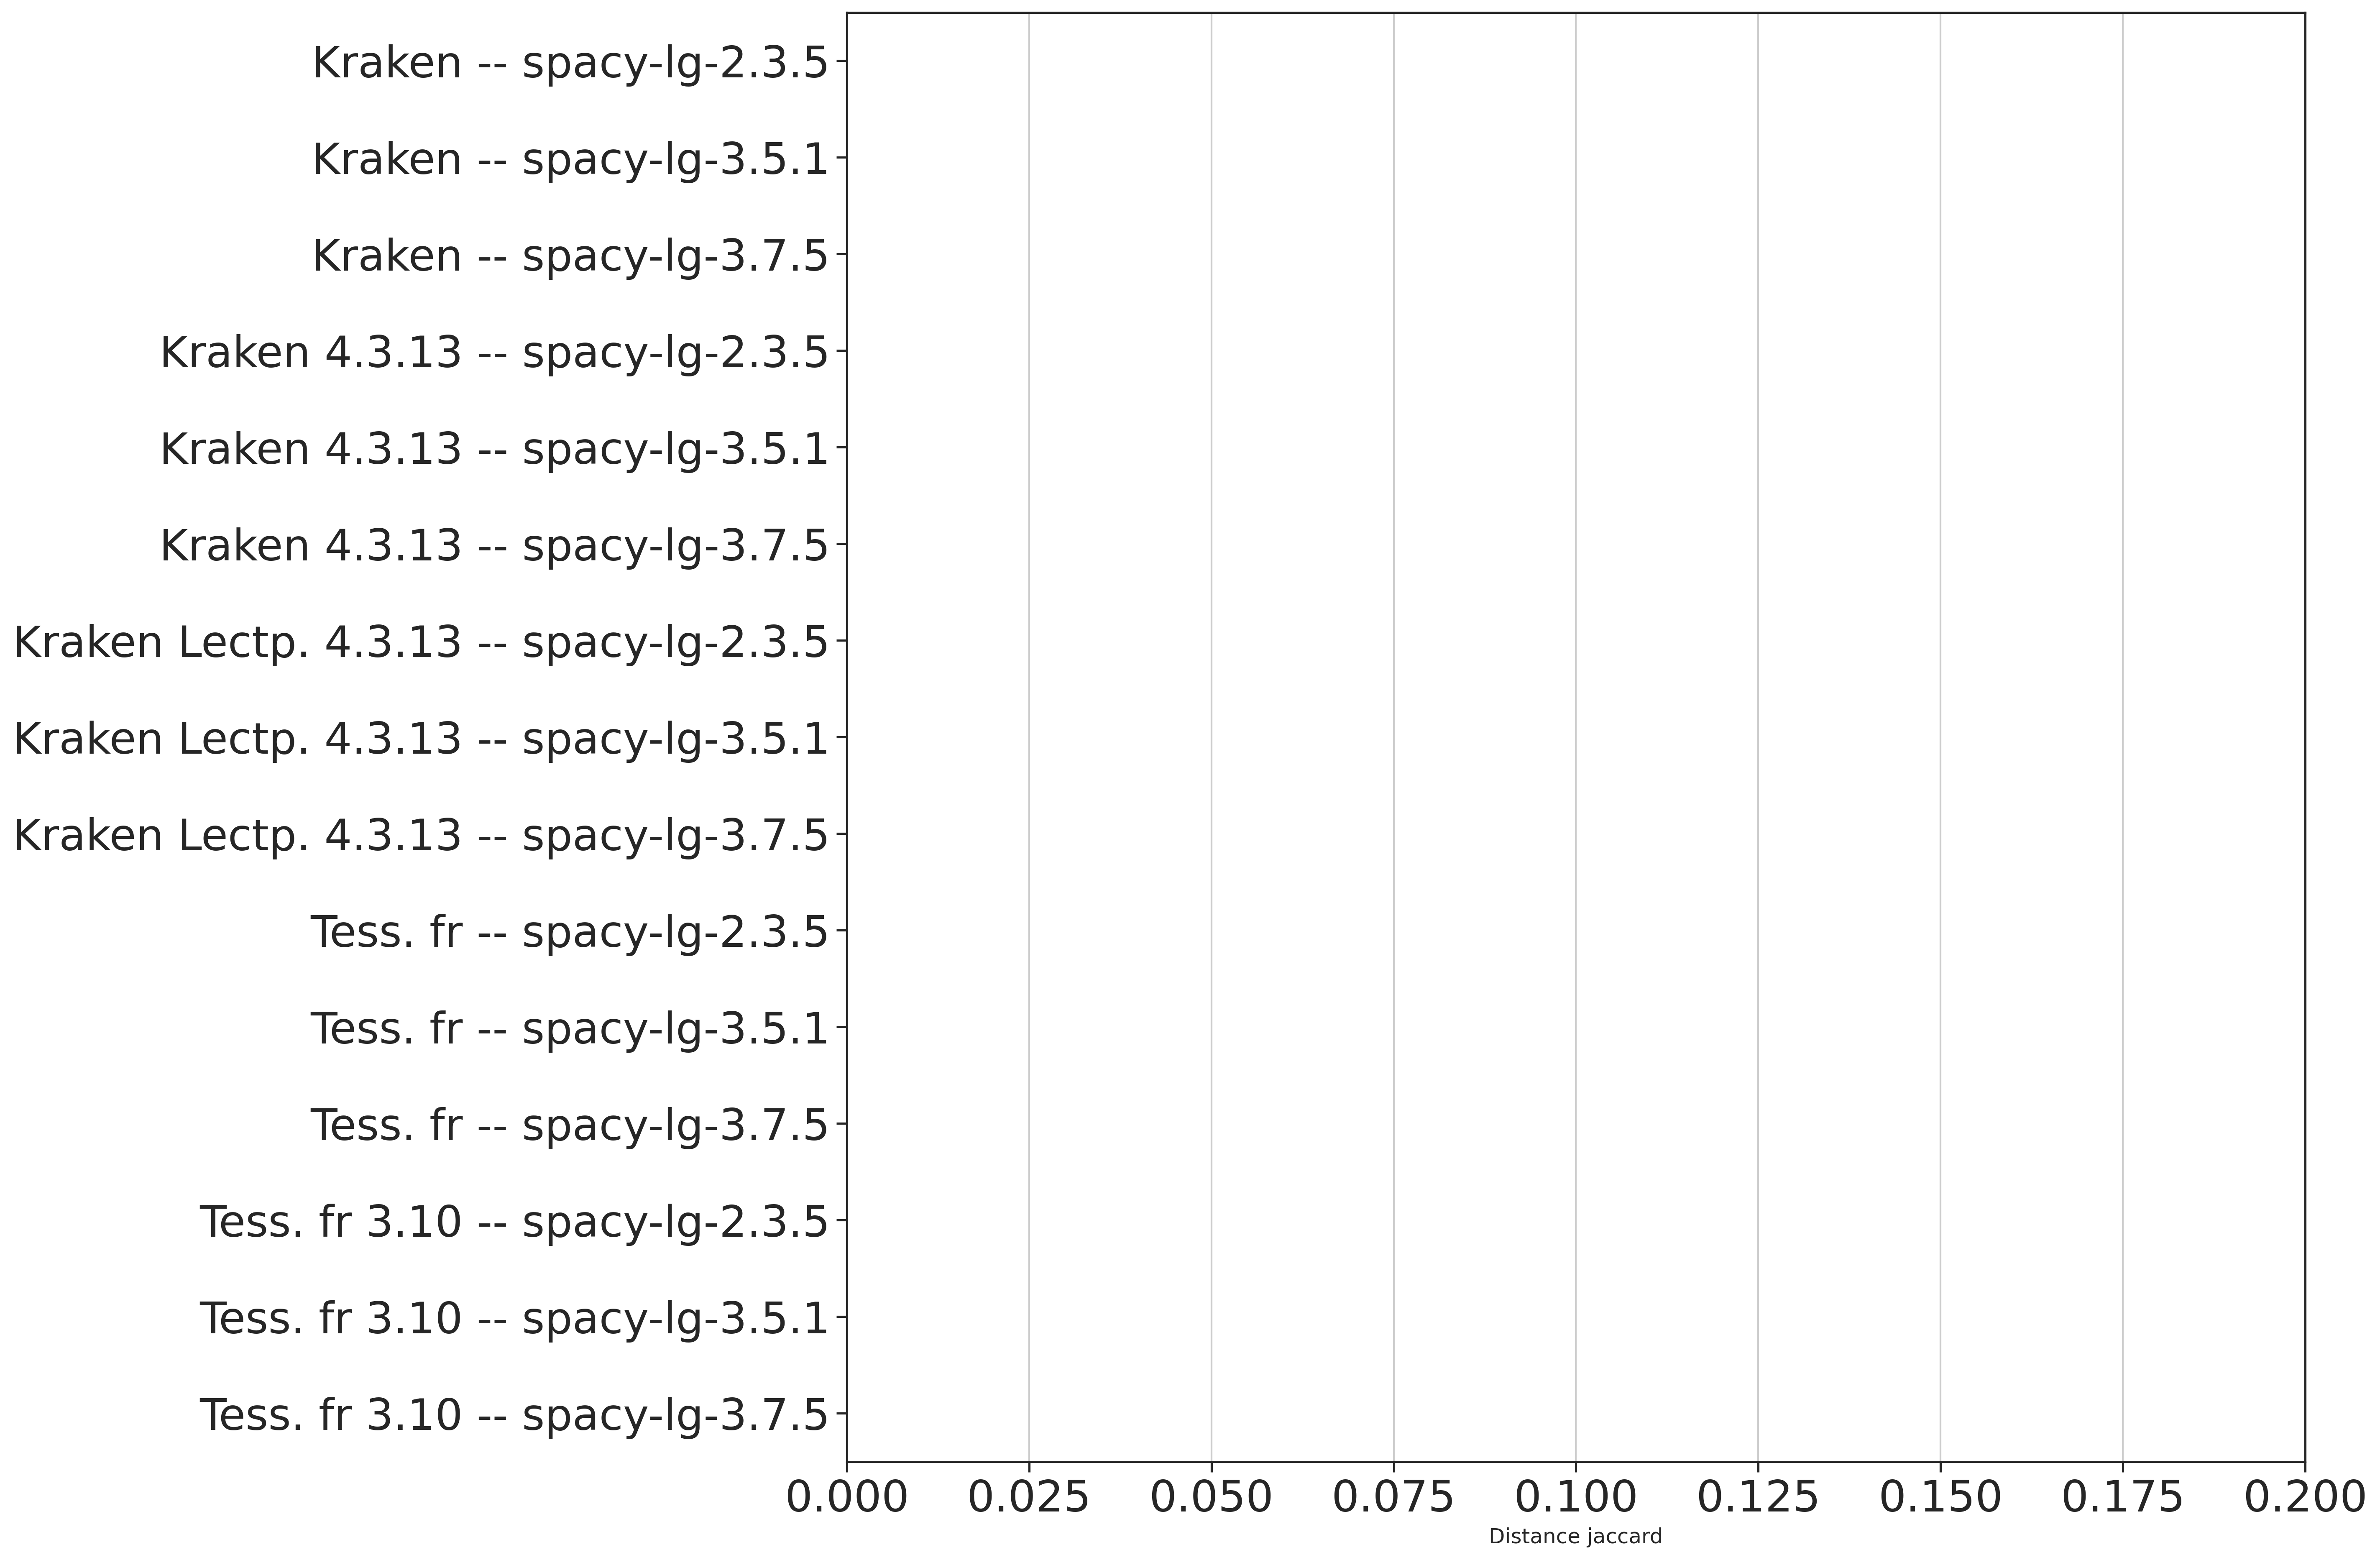 Kraken -- spacy-lg-2.3.5
Kraken -- spacy-lg-3.5.1
Kraken -- spacy-lg-3.7.5
Kraken 4.3.13 -- spacy-lg-2.3.5
Kraken 4.3.13 -- spacy-lg-3.5.1
Kraken 4.3.13 -- spacy-lg-3.7.5
Kraken Lectp. 4.3.13 -- spacy-lg-2.3.5
Kraken Lectp. 4.3.13 -- spacy-lg-3.5.1
Kraken Lectp. 4.3.13 -- spacy-lg-3.7.5
Tess. fr -- spacy-lg-2.3.5
Tess. fr -- spacy-lg-3.5.1
Tess. fr -- spacy-lg-3.7.5
Tess. fr 3.10 -- spacy-lg-2.3.5
Tess. fr 3.10 -- spacy-lg-3.5.1
Tess. fr 3.10 -- spacy-lg-3.7.5
0.000 0.025 0.050 0.075 0.100 0.125 0.150 0.175 0.200
Distance jaccard